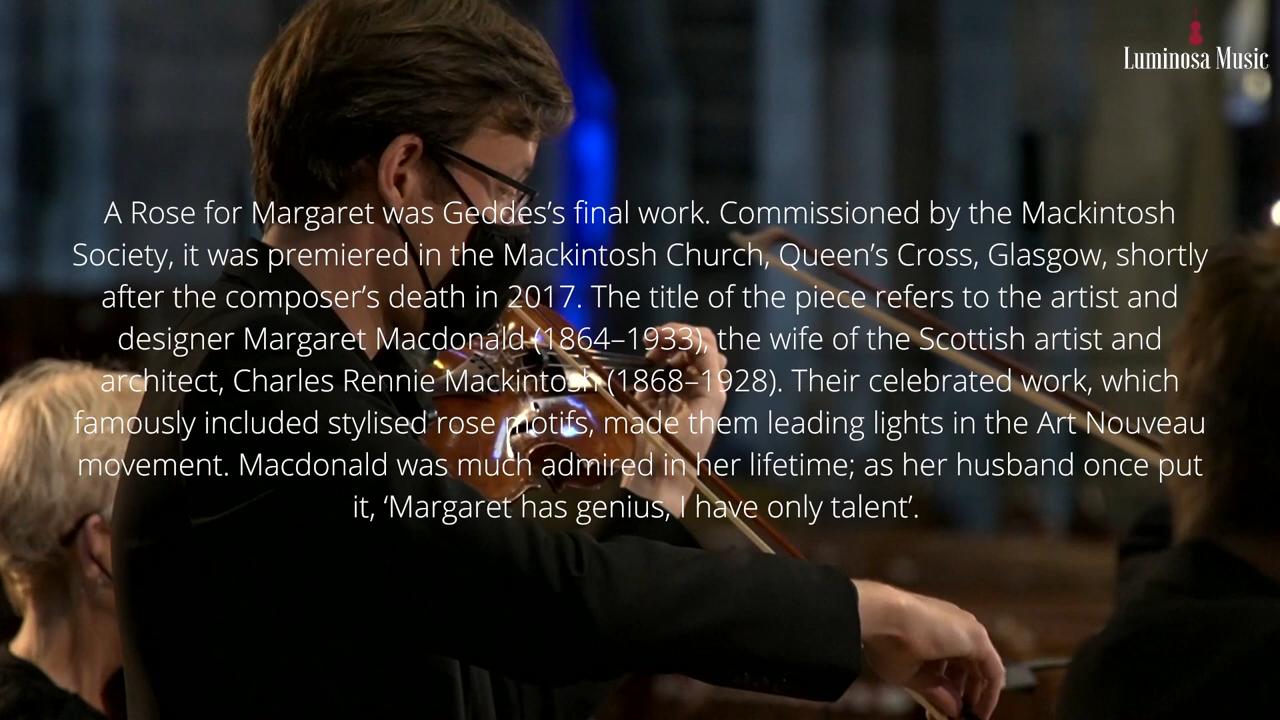 Luminosa Music
A Rose for Margaret was Geddes’s final work. Commissioned by the Mackintosh
Society, it was premiered in the Mackintosh Church, Queen’s Cross, Glasgow, shortly
after the composer’s death in 2017. The title of the piece refers to the artist and
designer Margaret Macdonald (1864–1933), the wife of the Scottish artist and
architect, Charles Rennie Mackintosh (1868–1928). Their celebrated work, which
famously included stylised rose motifs, made them leading lights in the Art Nouveau
movement. Macdonald was much admired in her lifetime; as her husband once put
it, ‘Margaret has genius, I have only talent’.